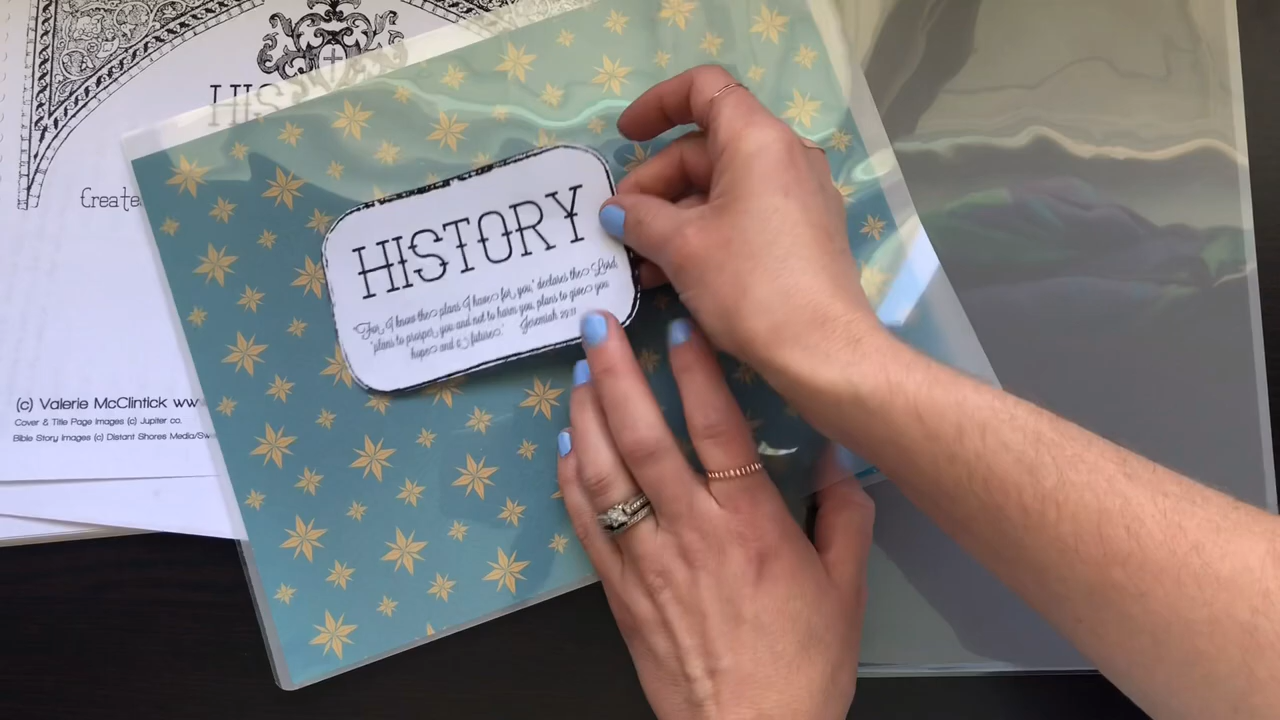 HIS
Create
HISTORY
"For I know the plans I have for you," declares the Lord,
"plans to prosper you and not to harm you, plans to give you
hope and a future." Jeremiah 29:11
(c) Valerie McClintick ww
Cover & Title Page Images (c) Jupiter co.
Bible Story Images (c) Distant Shores Media/Sw